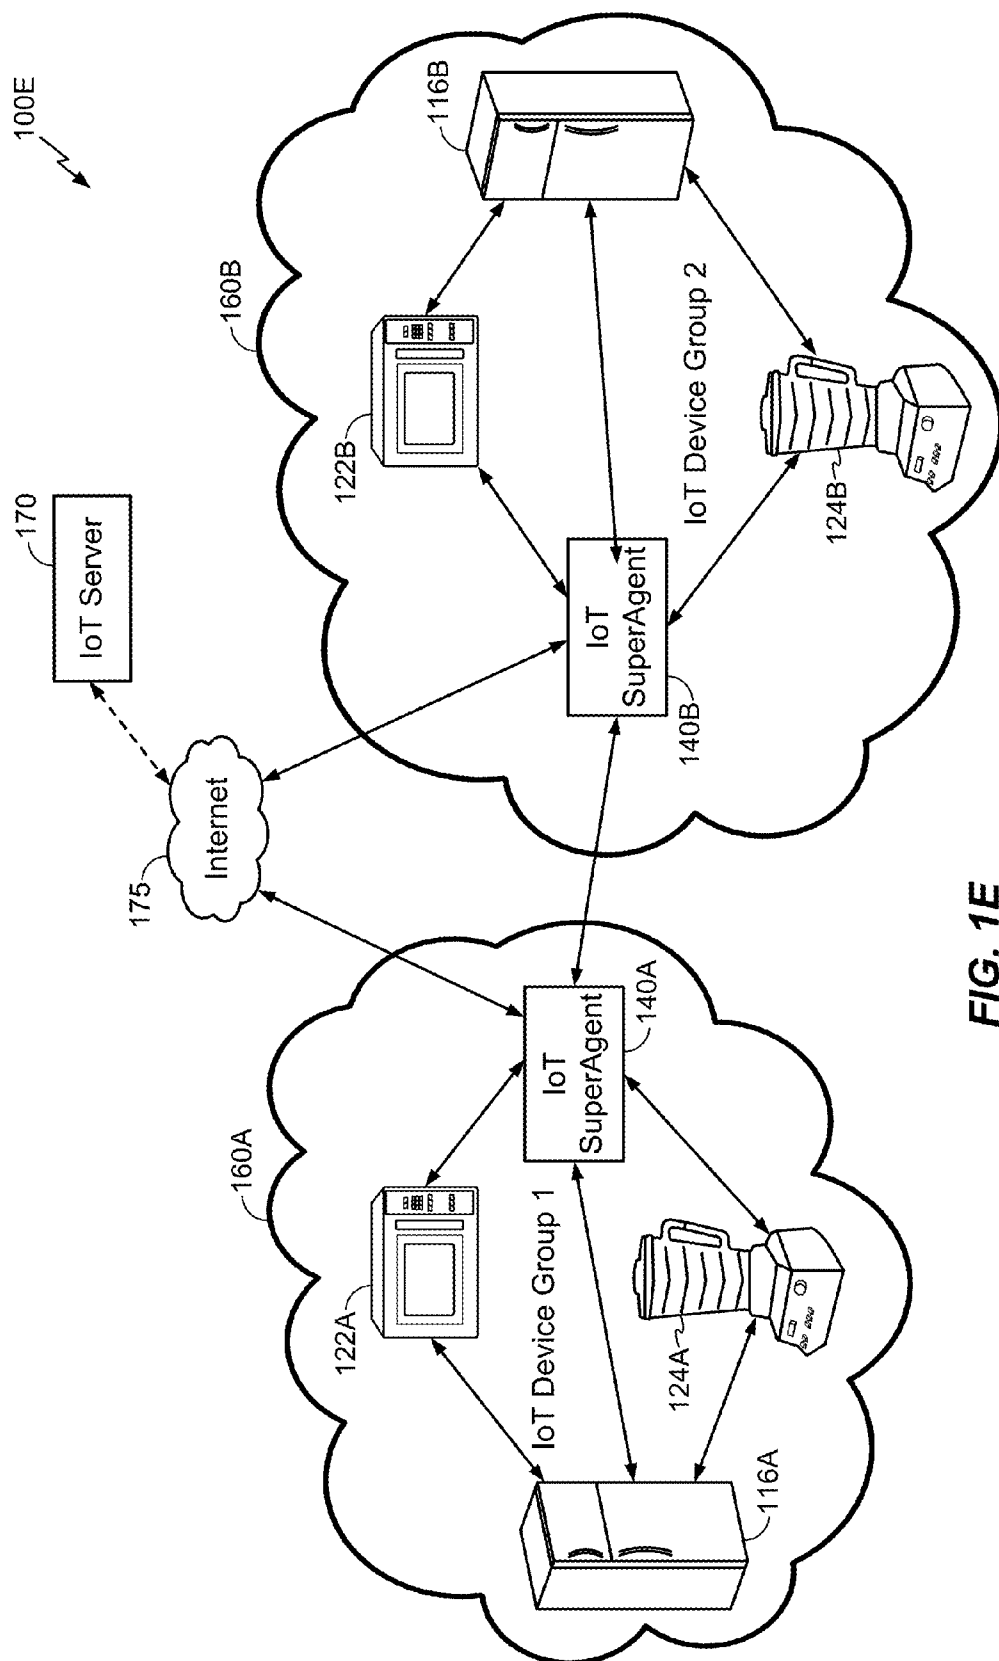 100E
170
IoT Server
175
Internet
160A
122A
IoT
SuperAgent
140A
IoT Device Group 1
124A
116A
160B
122B
116B
IoT
SuperAgent
140B
IoT Device Group 2
124B
FIG. 1E